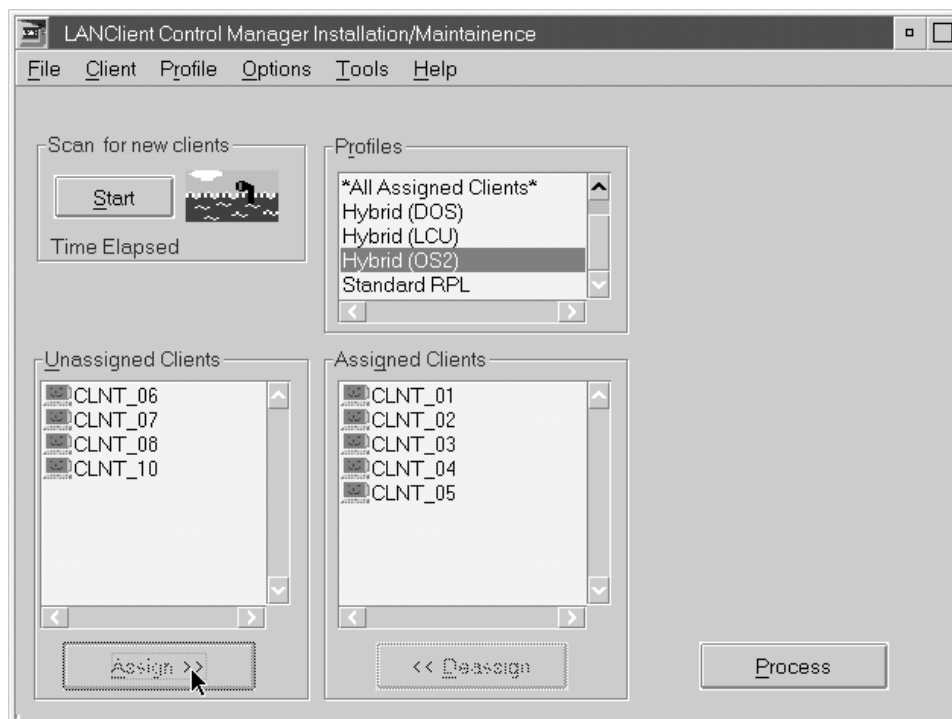 LANClient Control Manager Installation/Maintainence
File Client Profile Options Tools Help
Scan for new clients
Start
Time Elapsed
Profiles
*All Assigned Clients*
Hybrid (DOS)
Hybrid (LCU)
Hybrid (OS2)
Standard RPL
Unassigned Clients
CLNT_06
CLNT_07
CLNT_08
CLNT_10
Assign >>
Assigned Clients
CLNT_01
CLNT_02
CLNT_03
CLNT_04
CLNT_05
<< Deassign
Process